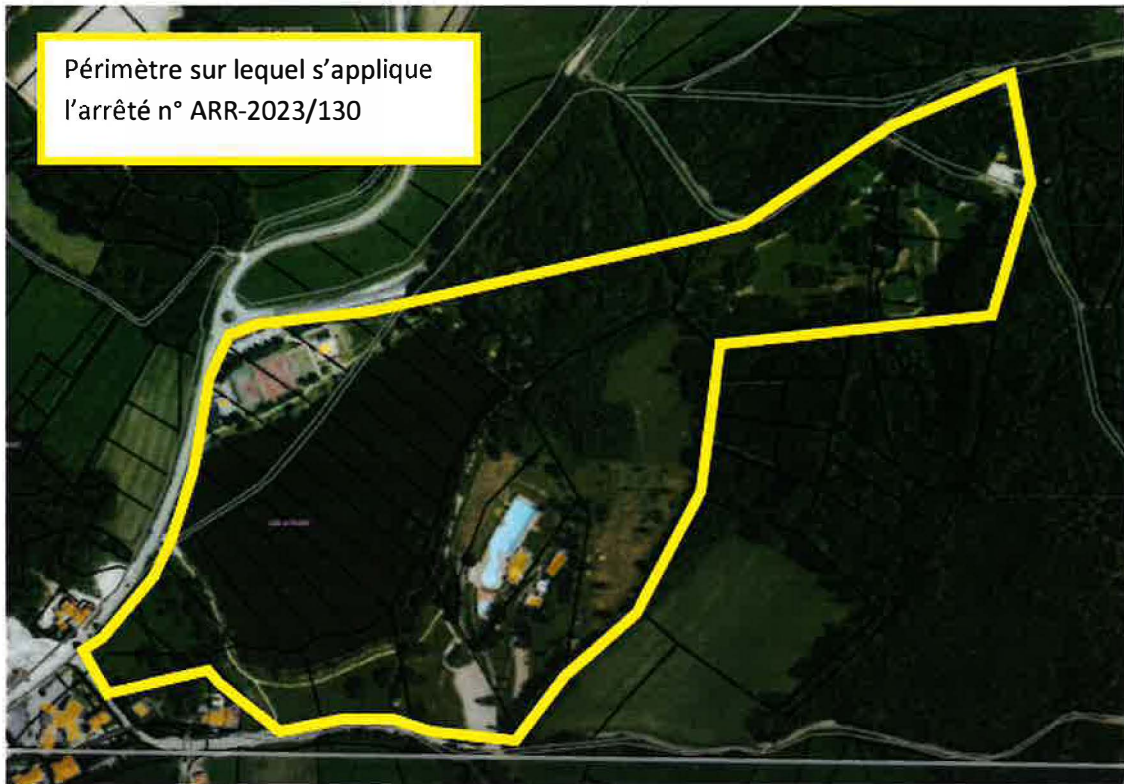 Périmètre sur lequel s’applique
l’arrêté n° ARR-2023/130